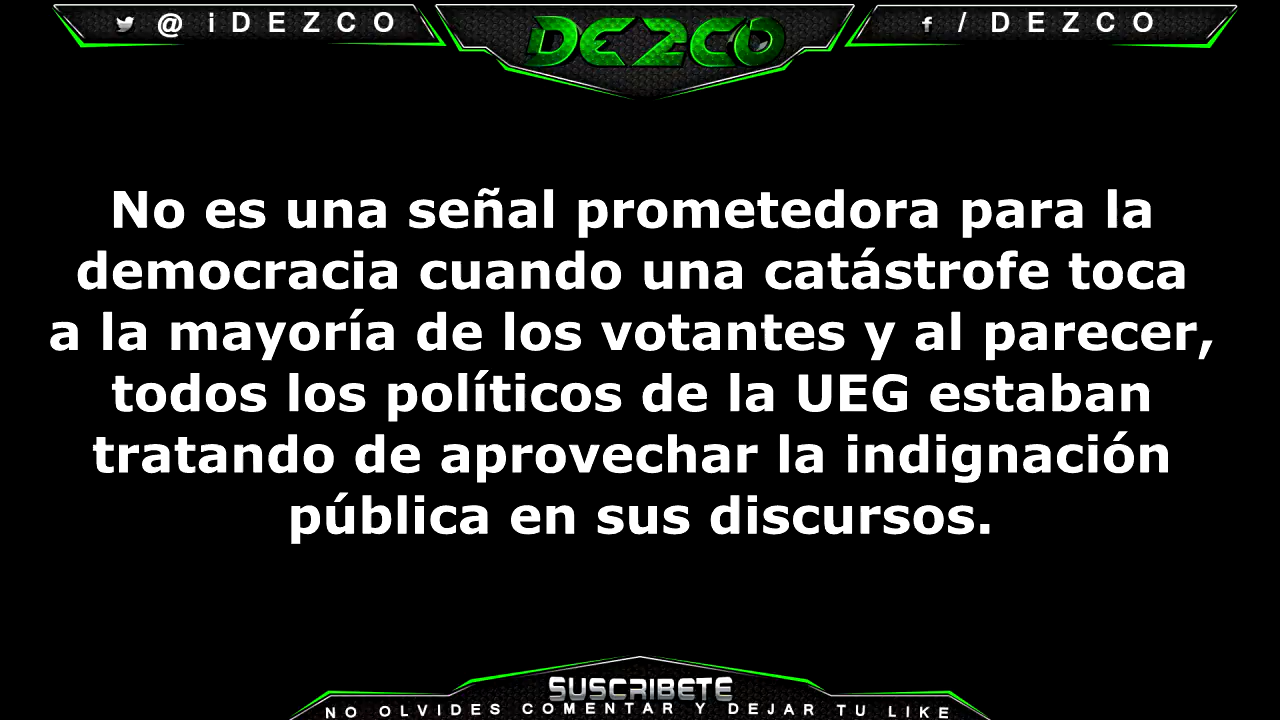 @iDEZCO
DEZCO
/DEZCO
No es una señal prometedora para la
democracia cuando una catástrofe toca
a la mayoría de los votantes y al parecer,
todos los políticos de la UEG estaban
tratando de aprovechar la indignación
pública en sus discursos.
SUSCRIBETE
NO OLVIDES COMENTAR Y DEJAR TU LIKE